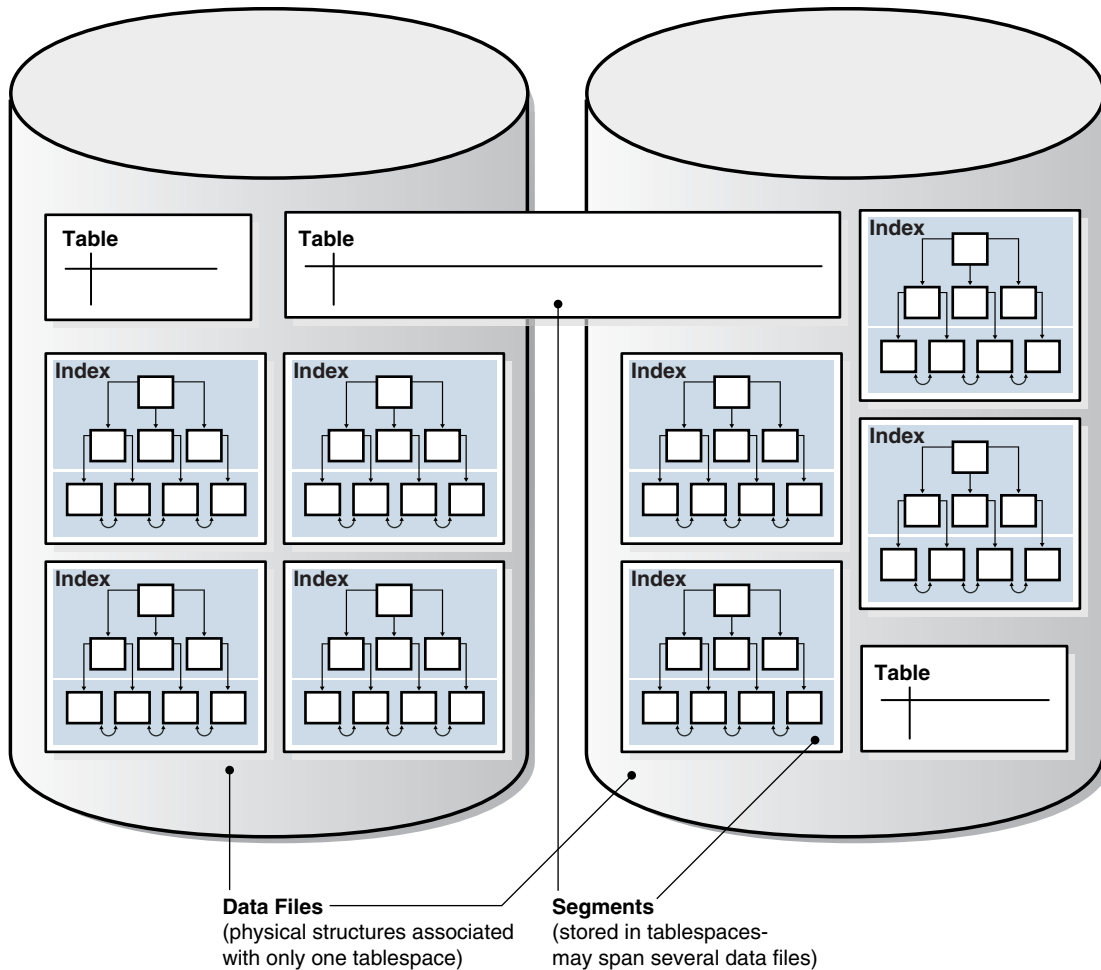 Table
Table
Index
Index
Index
Index
Index
Index
Index
Index
Table
Data Files
(physical structures associated
with only one tablespace)
Segments
(stored in tablespaces-
may span several data files)